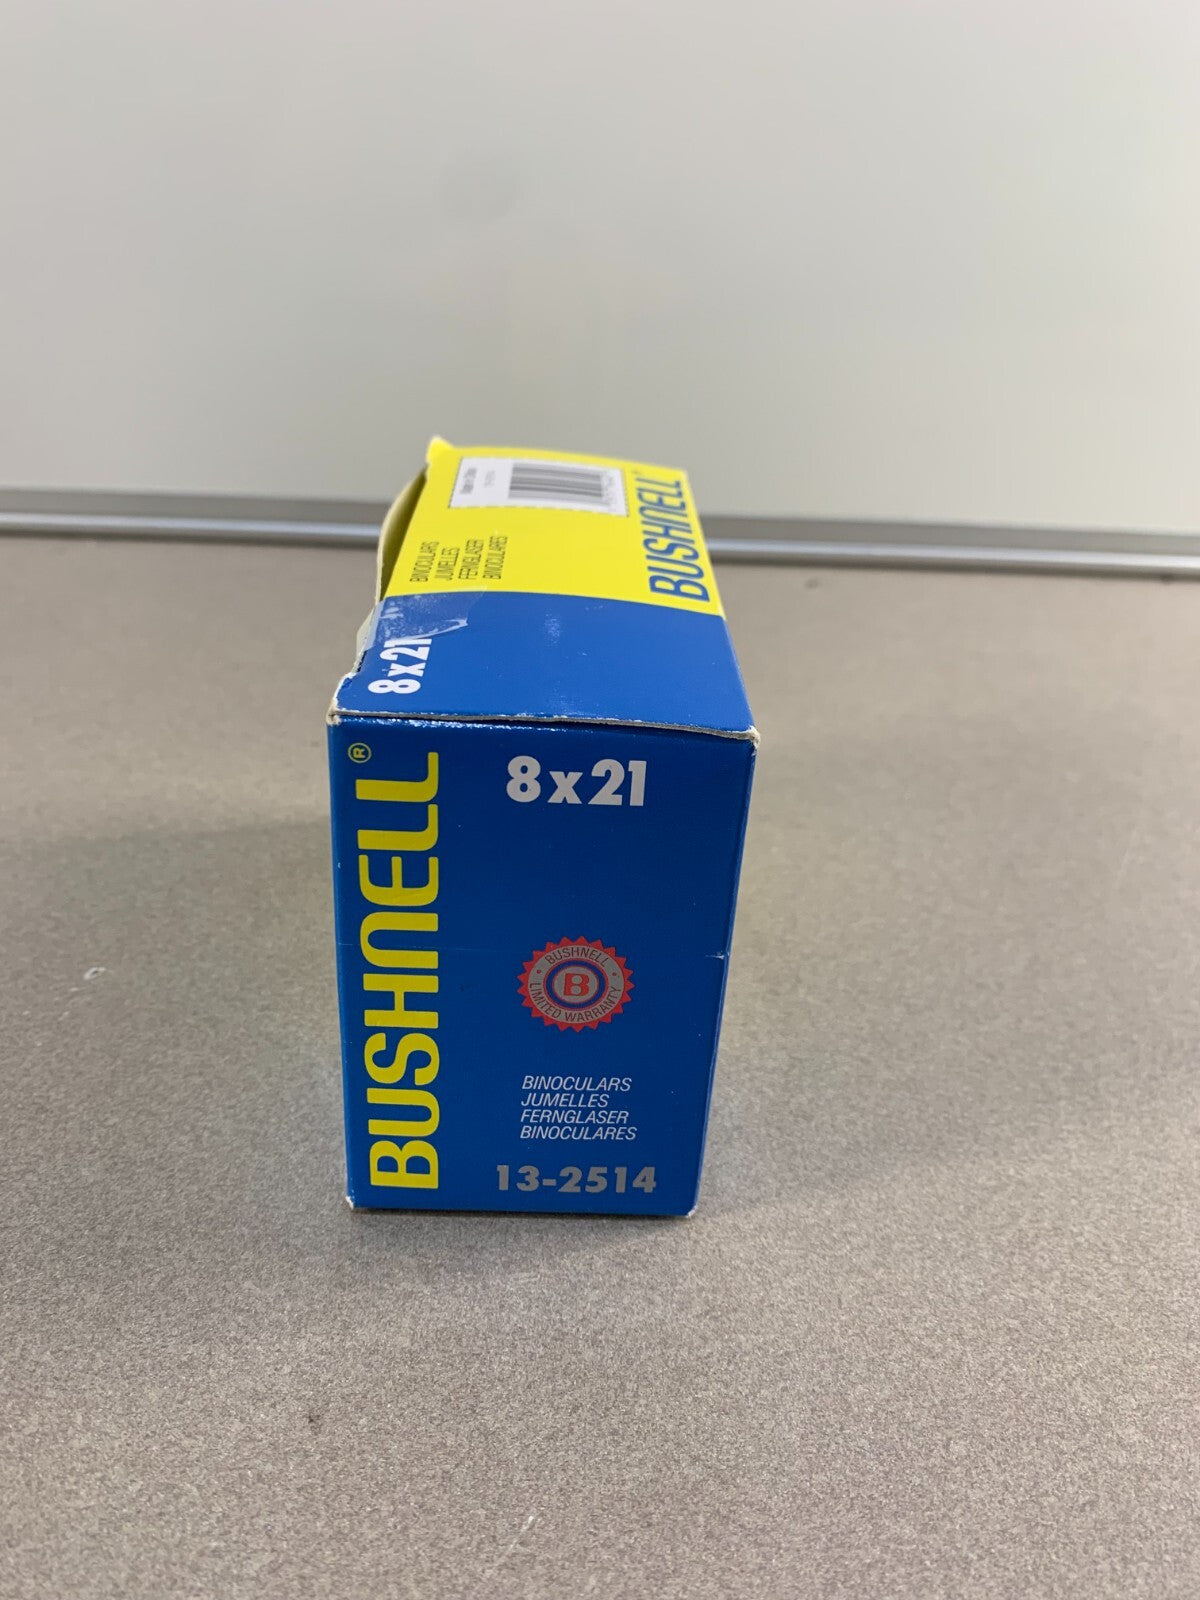 BINOCULARS
JUMELLES
FERNGLASER
BINOCULARES
BUSHNELL®
8x21
BUSHNELL®
8x21
BUSHNELL
B
LIMITED WARRANTY
BINOCULARS
JUMELLES
FERNGLASER
BINOCULARES
13-2514